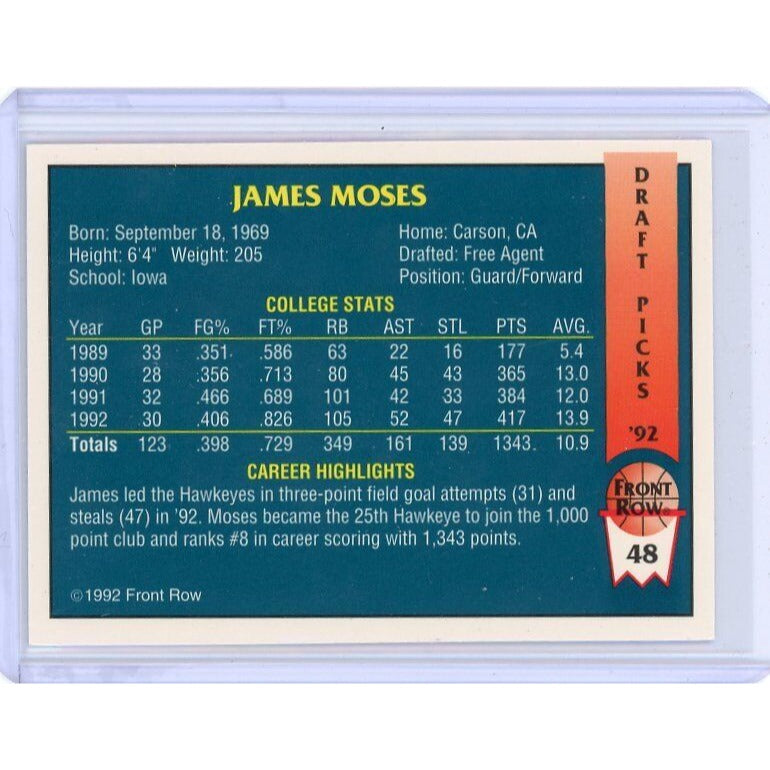 JAMES MOSES
Born: September 18, 1969
Height: 6'4" Weight: 205
School: Iowa
Home: Carson, CA
Drafted: Free Agent
Position: Guard/Forward
COLLEGE STATS
Year GP FG% FT% RB AST STL PTS AVG.
1989 33 .351 .586 63 22 16 177 5.4
1990 28 .356 .713 80 45 43 365 13.0
1991 32 .466 .689 101 42 33 384 12.0
1992 30 .406 .826 105 52 47 417 13.9
Totals 123 .398 .729 349 161 139 1343 10.9
CAREER HIGHLIGHTS
James led the Hawkeyes in three-point field goal attempts (31) and
steals (47) in '92. Moses became the 25th Hawkeye to join the 1,000
point club and ranks #8 in career scoring with 1,343 points.
©1992 Front Row
DRAFT PICKS
'92
FRONT
ROW®
48